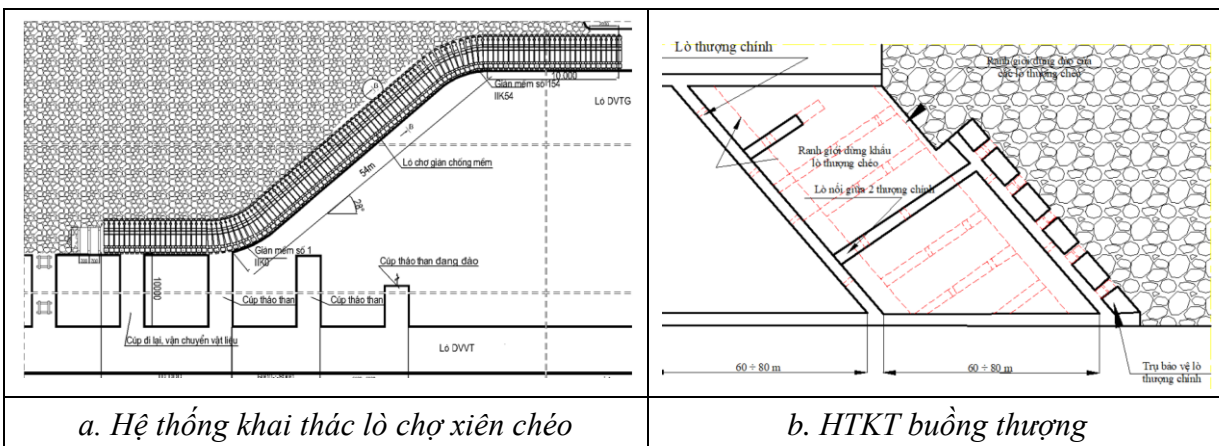 10.000
Giàn mềm số 154
IIK54
Lò DVTG
Lò chợ giàn chống mềm
54m
28°
Giàn mềm số 1
IIK0
Cúp tháo than đang đào
10000
Cúp tháo than
Cúp tháo than
Cúp đi lại, vận chuyển vật liệu
Lò DVVT
a. Hệ thống khai thác lò chợ xiên chéo
Lò thượng chính
Ranh giới dừng đào của
các lò thượng chéo
Ranh giới dừng khấu
lò thượng chéo
Lò nối giữa 2 thượng chính
60 ÷ 80 m
60 ÷ 80 m
Trụ bảo vệ lò
thượng chính
b. HTKT buồng thượng